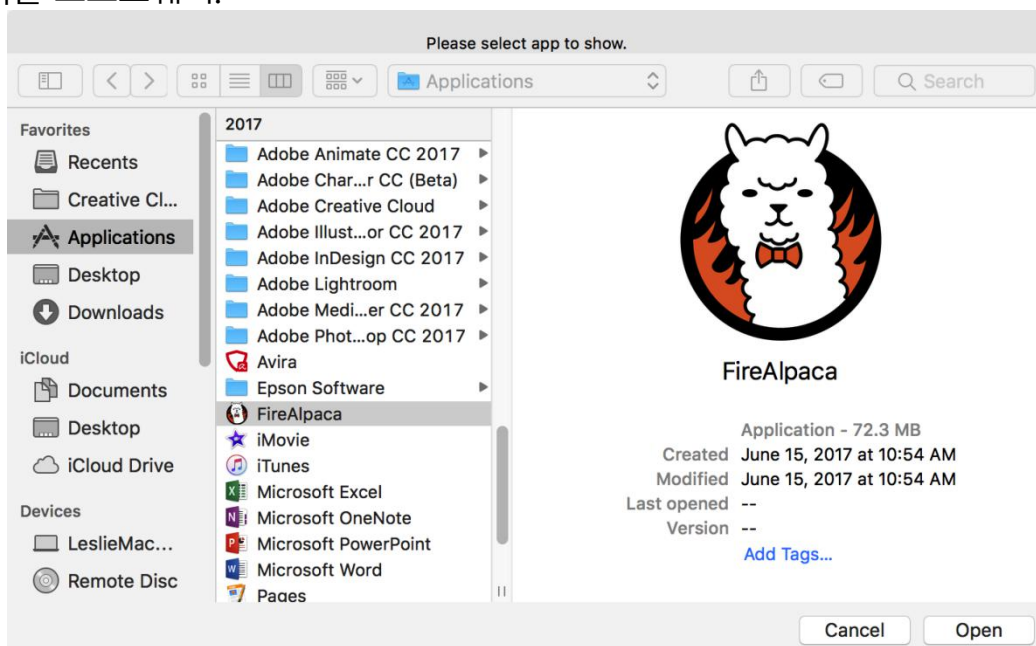 Please select app to show.
Applications
Search
Favorites
Recents
Creative Cl...
Applications
Desktop
Downloads
iCloud
Documents
Desktop
iCloud Drive
Devices
LeslieMac...
Remote Disc
2017
Adobe Animate CC 2017
Adobe Char...r CC (Beta)
Adobe Creative Cloud
Adobe Illust...or CC 2017
Adobe InDesign CC 2017
Adobe Lightroom
Adobe Medi...er CC 2017
Adobe Phot...op CC 2017
Avira
Epson Software
FireAlpaca
iMovie
iTunes
Microsoft Excel
Microsoft OneNote
Microsoft PowerPoint
Microsoft Word
Pages
FireAlpaca
Application - 72.3 MB
Created June 15, 2017 at 10:54 AM
Modified June 15, 2017 at 10:54 AM
Last opened --
Version --
Add Tags...
Cancel
Open